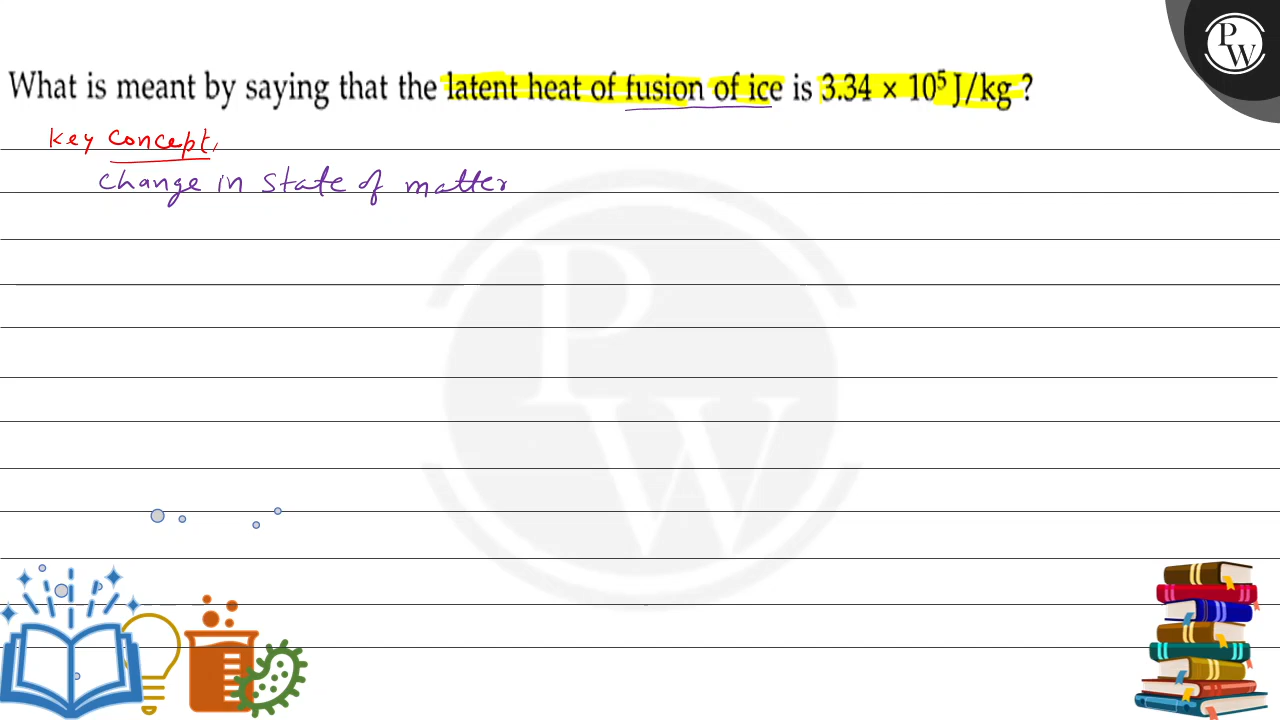 What is meant by saying that the latent heat of fusion of ice is 3.34 × 10⁵ J/kg ?
key concept,
change in state of matter
P
W
P
W